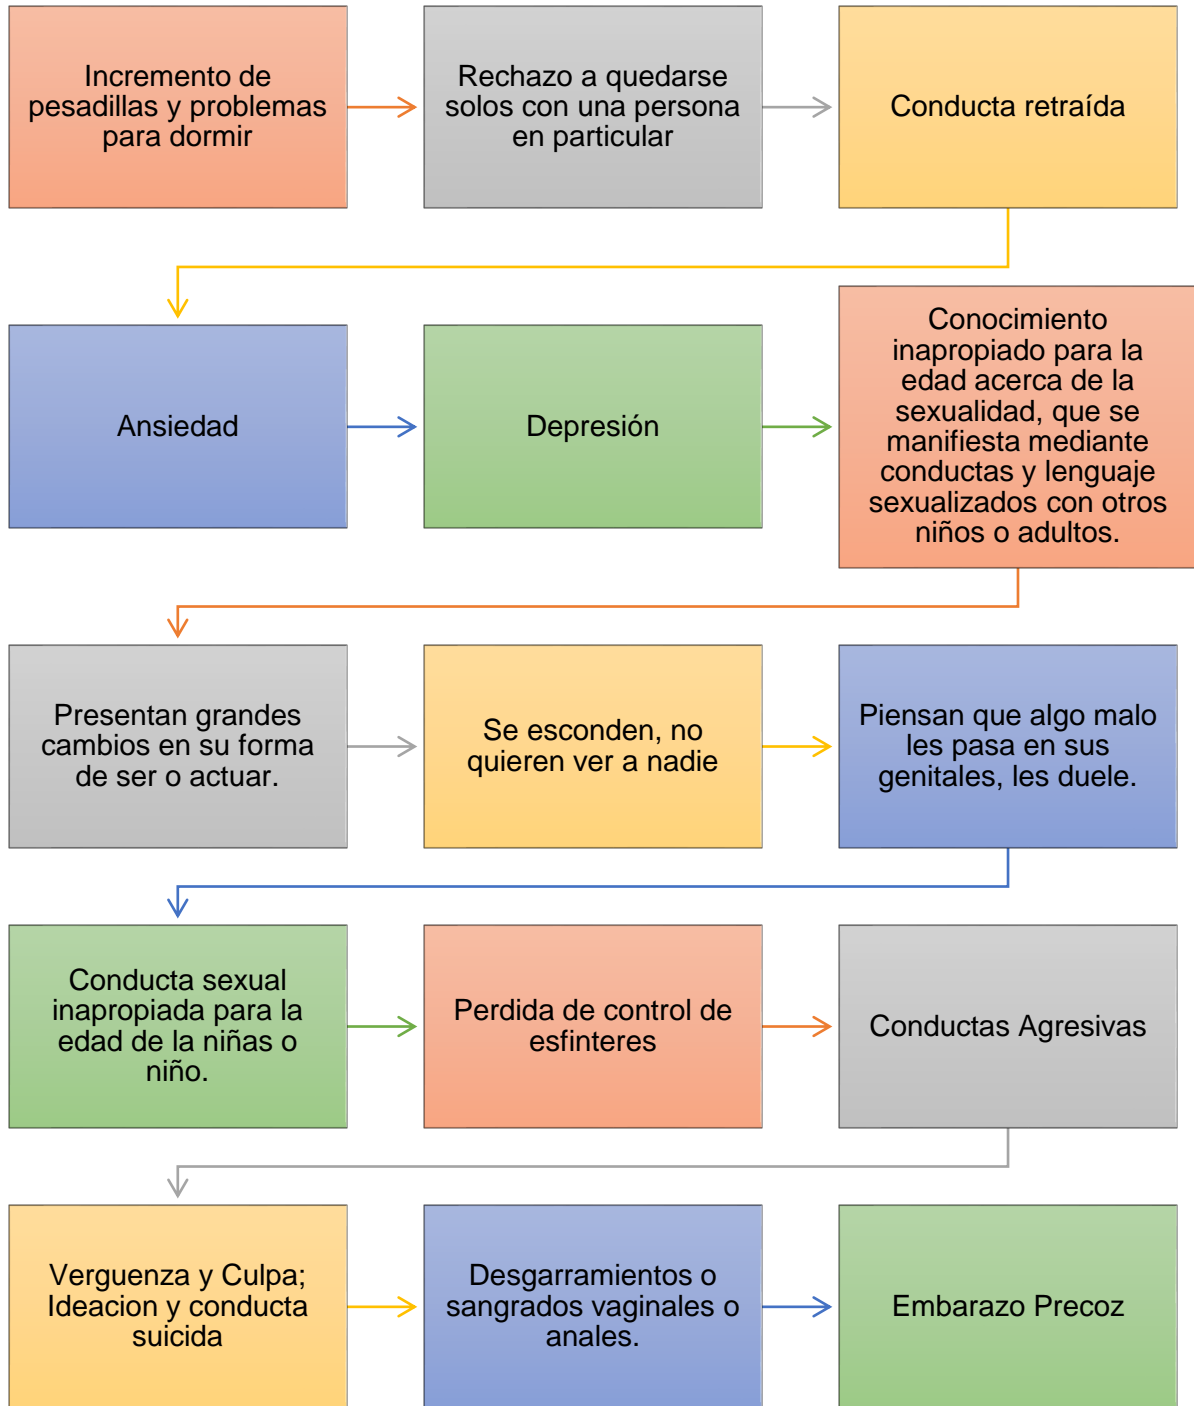 Incremento de
pesadillas y problemas
para dormir
Rechazo a quedarse
solos con una persona
en particular
Conducta retraída
Ansiedad
Depresión
Conocimiento
inapropiado para la
edad acerca de la
sexualidad, que se
manifiesta mediante
conductas y lenguaje
sexualizados con otros
niños o adultos.
Presentan grandes
cambios en su forma
de ser o actuar.
Se esconden, no
quieren ver a nadie
Piensan que algo malo
les pasa en sus
genitales, les duele.
Conducta sexual
inapropiada para la
edad de la niñas o
niño.
Perdida de control de
esfinteres
Conductas Agresivas
Verguenza y Culpa;
Ideacion y conducta
suicida
Desgarramientos o
sangrados vaginales o
anales.
Embarazo Precoz